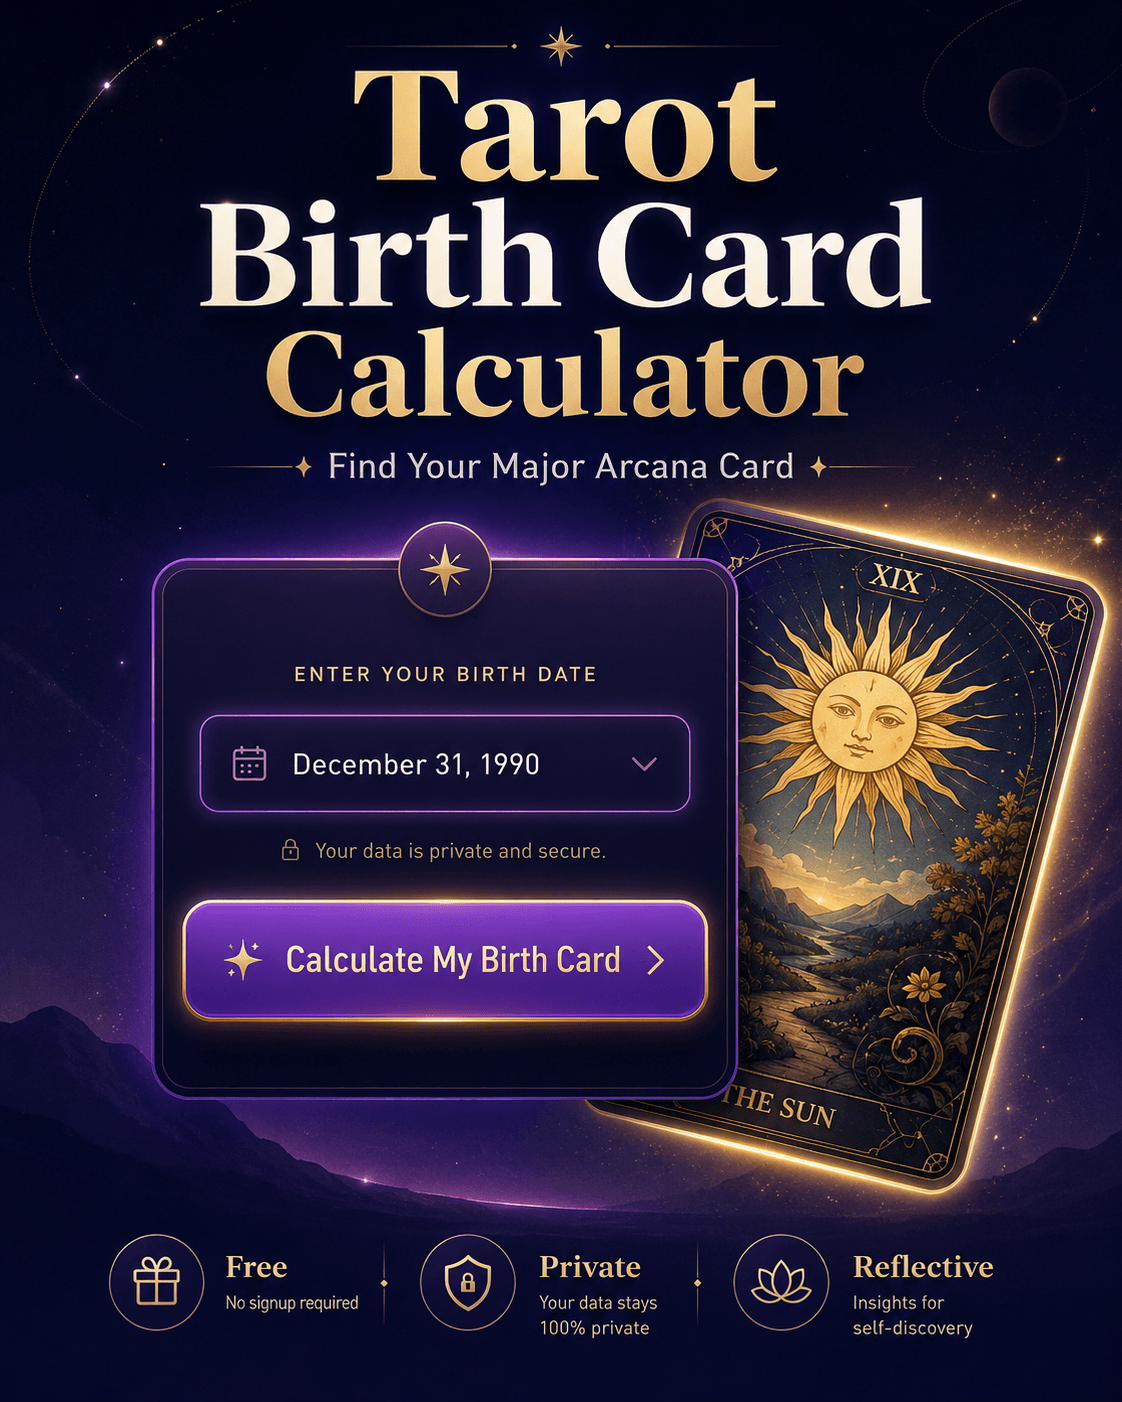 Tarot
Birth Card
Calculator
Find Your Major Arcana Card
XIX
ENTER YOUR BIRTH DATE
December 31, 1990
Your data is private and secure.
Calculate My Birth Card
THE SUN
Free
No signup required
Private
Your data stays
100% private
Reflective
Insights for
self-discovery